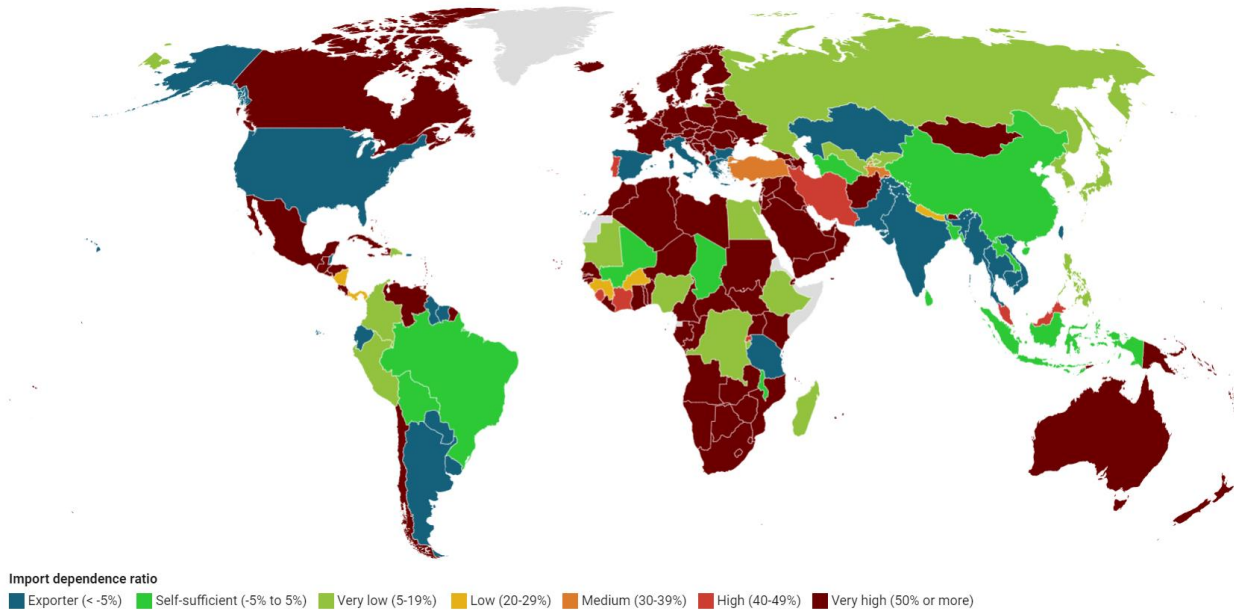 Import dependence ratio
Exporter (< -5%) Self-sufficient (-5% to 5%) Very low (5-19%) Low (20-29%) Medium (30-39%) High (40-49%) Very high (50% or more)